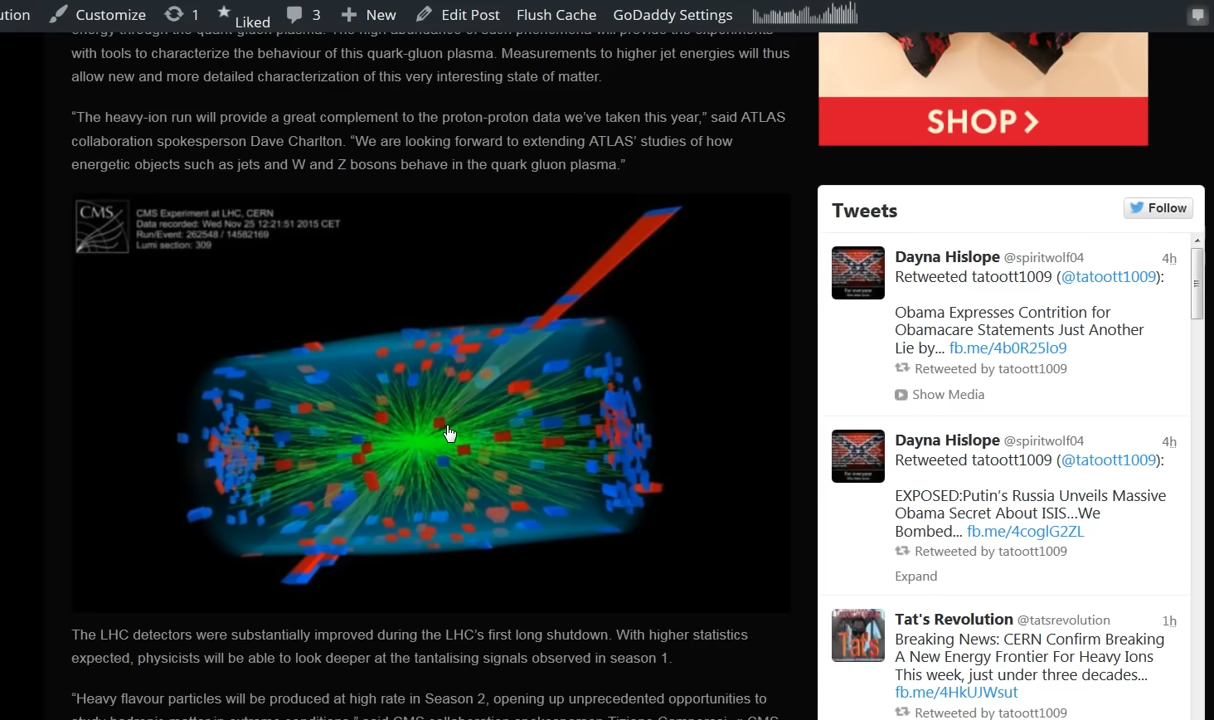 ution
Customize
1
Liked
3
New
Edit Post
Flush Cache
GoDaddy Settings
with tools to characterize the behaviour of this quark-gluon plasma. Measurements to higher jet energies will thus
allow new and more detailed characterization of this very interesting state of matter.
“The heavy-ion run will provide a great complement to the proton-proton data we’ve taken this year,” said ATLAS
collaboration spokesperson Dave Charlton. “We are looking forward to extending ATLAS’ studies of how
energetic objects such as jets and W and Z bosons behave in the quark gluon plasma.”
CMS
CMS Experiment at LHC, CERN
Data recorded: Wed Nov 25 12:21:51 2015 CET
Run/Event: 262548 / 14582169
Lumi section: 309
The LHC detectors were substantially improved during the LHC’s first long shutdown. With higher statistics
expected, physicists will be able to look deeper at the tantalising signals observed in season 1.
“Heavy flavour particles will be produced at high rate in Season 2, opening up unprecedented opportunities to
SHOP
Tweets
Follow
Dayna Hislope @spiritwolf04 4h
Retweeted tatoott1009 (@tatoott1009):
Obama Expresses Contrition for
Obamacare Statements Just Another
Lie by... fb.me/4b0R25lo9
Retweeted by tatoott1009
Show Media
Dayna Hislope @spiritwolf04 4h
Retweeted tatoott1009 (@tatoott1009):
EXPOSED:Putin’s Russia Unveils Massive
Obama Secret About ISIS...We
Bombed... fb.me/4coglG2ZL
Retweeted by tatoott1009
Expand
Tat's Revolution @tatsrevolution 1h
Breaking News: CERN Confirm Breaking
A New Energy Frontier For Heavy Ions
This week, just under three decades...
fb.me/4HkUJWsut
Retweeted by tatoott1009